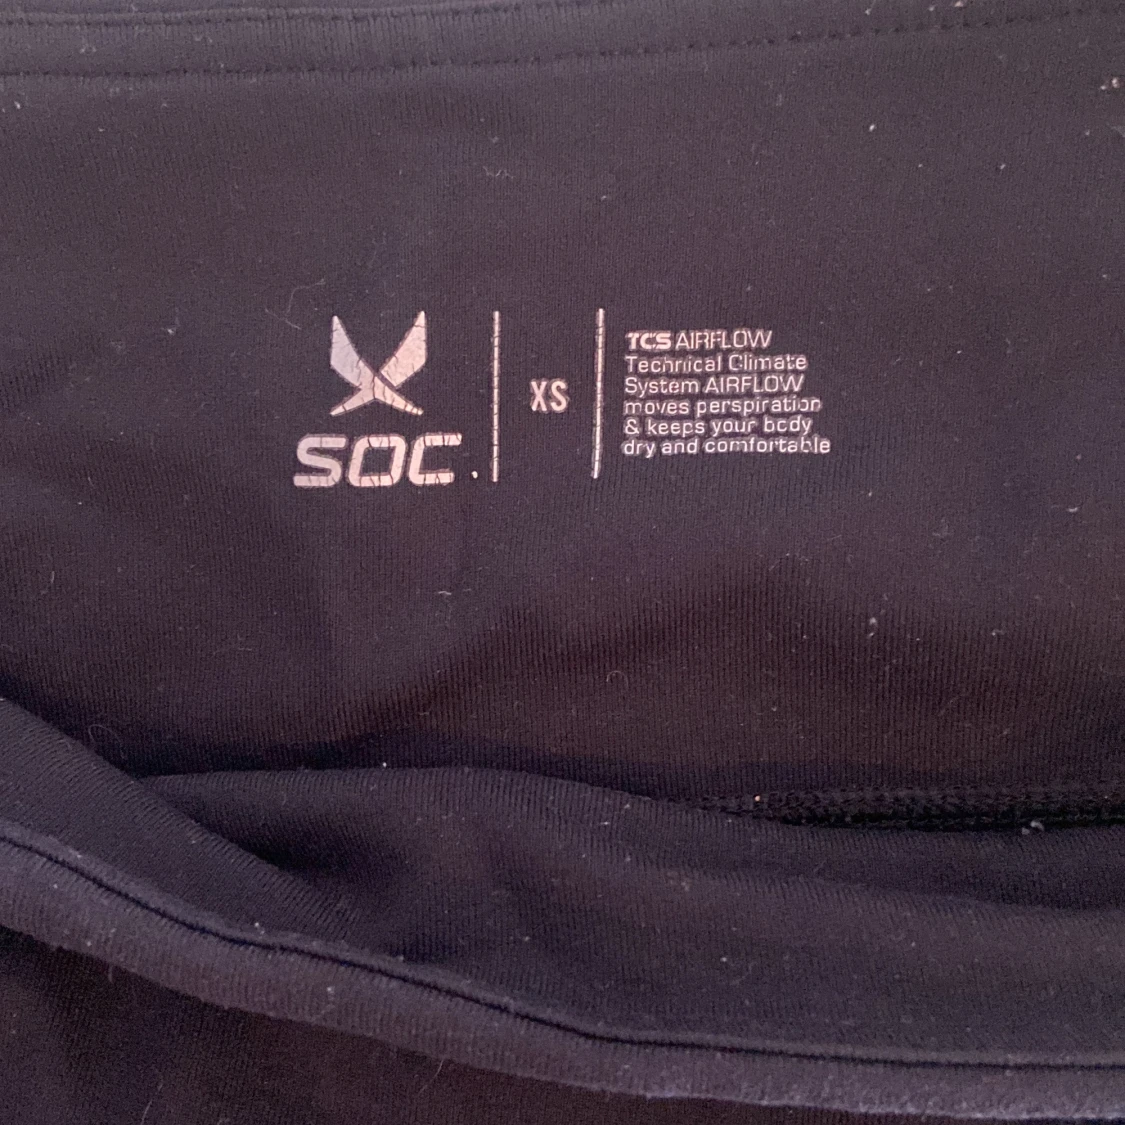 SOC
XS
TCS AIRFLOW
Technical Climate
System AIRFLOW
moves perspiration
& keeps your body
dry and comfortable